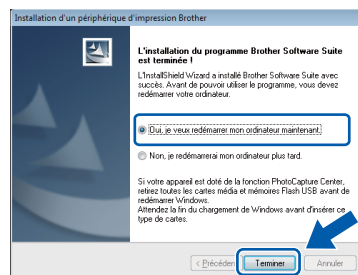 Installation d'un périphérique d'impression Brother
L'installation du programme Brother Software Suite
est terminée !
L'InstallShield Wizard a installé Brother Software Suite avec
succès. Avant de pouvoir utiliser le programme, vous devez
redémarrer votre ordinateur.
Oui, je veux redémarrer mon ordinateur maintenant.
Non, je redémarrerai mon ordinateur plus tard.
Si votre appareil est doté de la fonction PhotoCapture Center,
retirez toutes les cartes média et mémoires Flash USB avant de
redémarrer Windows.
Attendez la fin du chargement de Windows avant d'insérer ce
type de cartes.
< Précéden Terminer Annuler